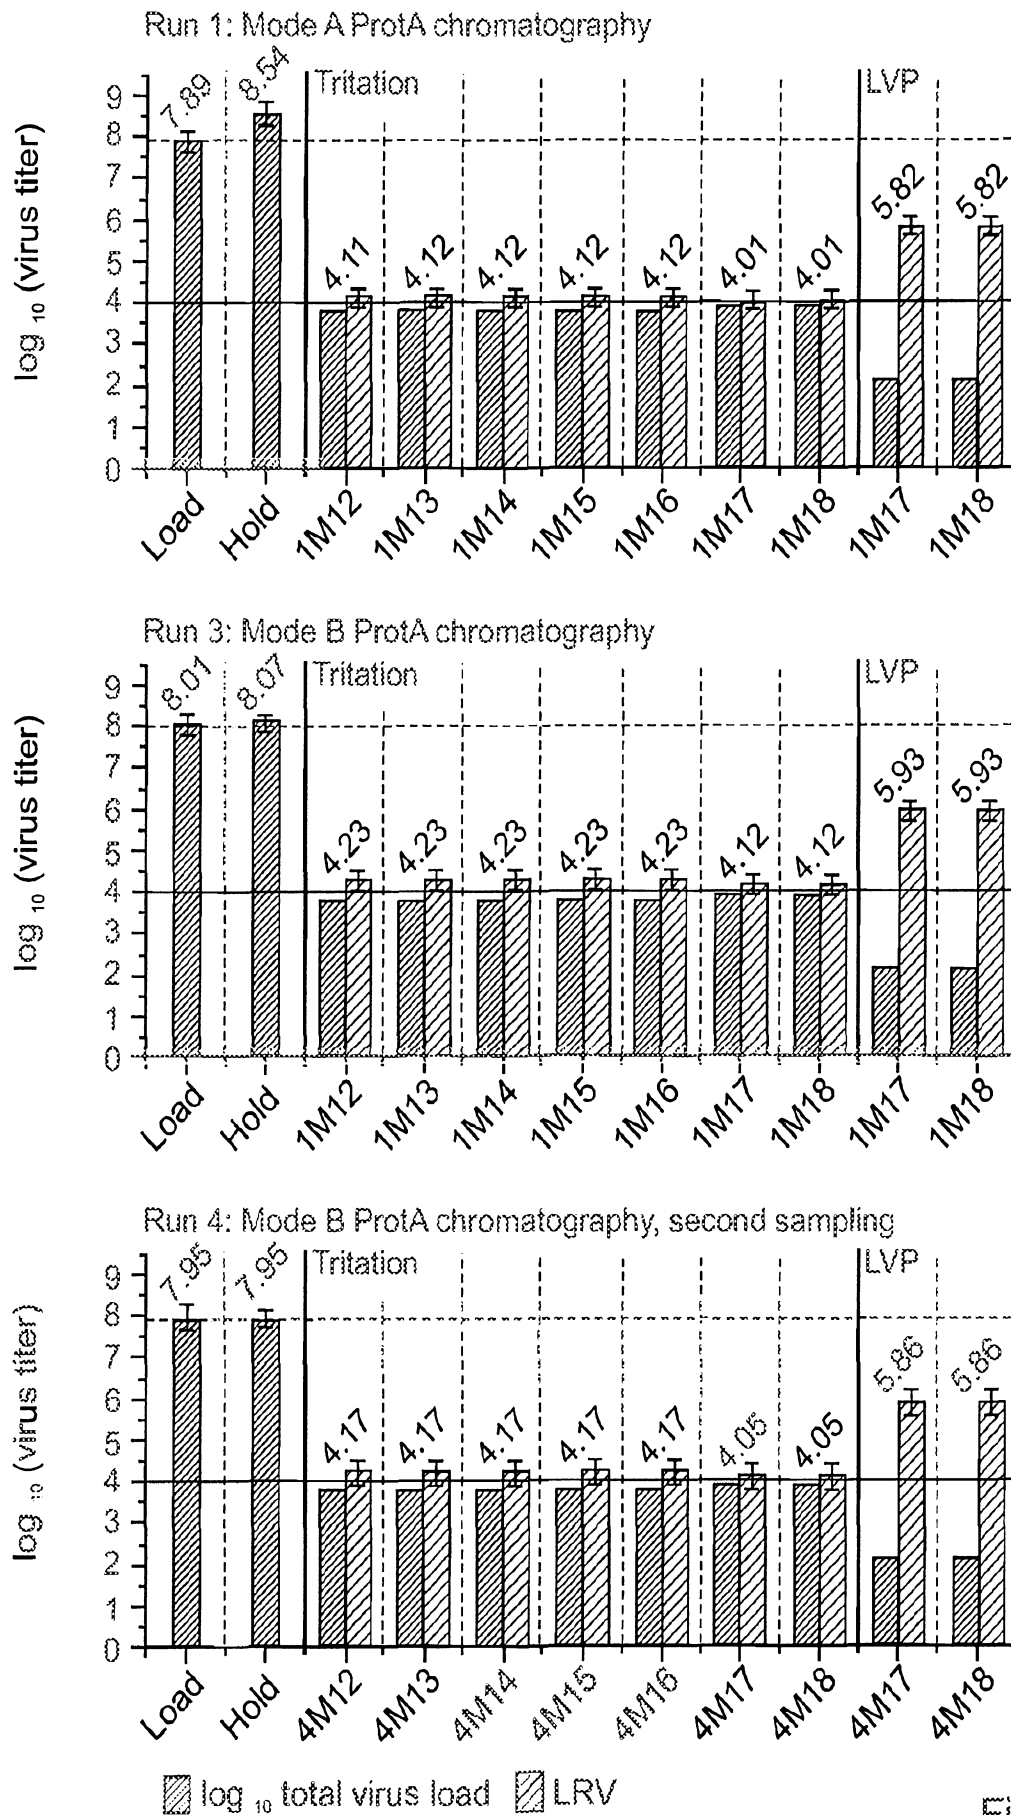 Run 1: Mode A ProtA chromatography
Tritation
LVP
log 10 (virus titer)
9
8
7
6
5
4
3
2
1
0
7.89
8.54
4.11
4.12
4.12
4.12
4.12
4.01
4.01
5.82
5.82
Load
Hold
1M12
1M13
1M14
1M15
1M16
1M17
1M18
1M17
1M18
Run 3: Mode B ProtA chromatography
Tritation
LVP
log 10 (virus titer)
9
8
7
6
5
4
3
2
1
0
8.01
8.07
4.23
4.23
4.23
4.23
4.23
4.12
4.12
5.93
5.93
Load
Hold
1M12
1M13
1M14
1M15
1M16
1M17
1M18
1M17
1M18
Run 4: Mode B ProtA chromatography, second sampling
Tritation
LVP
log 10 (virus titer)
9
8
7
6
5
4
3
2
1
0
7.95
7.95
4.17
4.17
4.17
4.17
4.17
4.05
4.05
5.86
5.86
Load
Hold
4M12
4M13
4M14
4M15
4M16
4M17
4M18
4M17
4M18
log 10 total virus load LRV